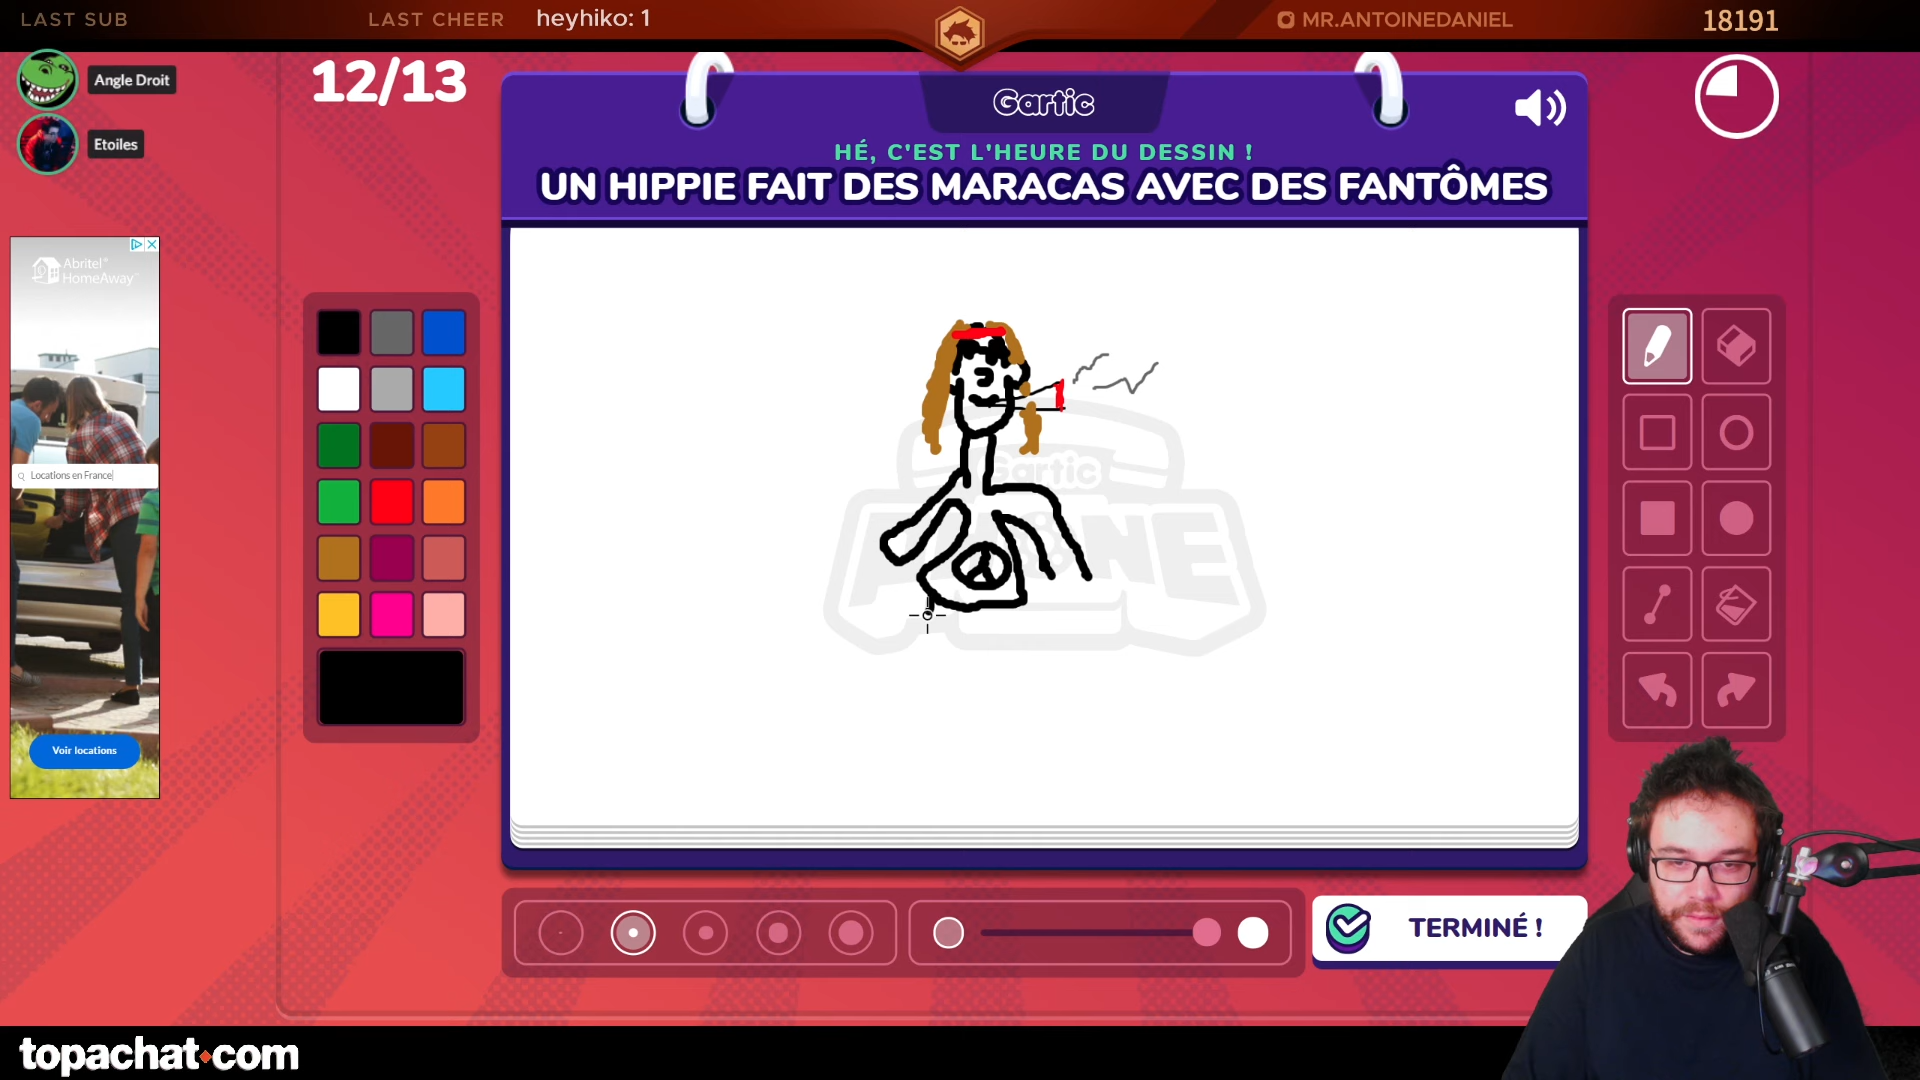 LAST SUB
LAST CHEER
heyhiko: 1
MR.ANTOINEDANIEL
18191
Angle Droit
Etoiles
12/13
Gartic
HÉ, C'EST L'HEURE DU DESSIN !
UN HIPPIE FAIT DES MARACAS AVEC DES FANTÔMES
Abritel
HomeAway
Locations en France
Voir locations
Gartic
PHONE
TERMINÉ !
topachat.com